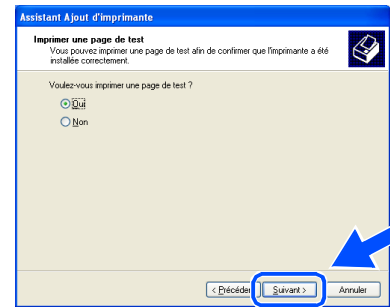 Assistant Ajout d'imprimante
Imprimer une page de test
Vous pouvez imprimer une page de test afin de confirmer que l'imprimante a été
installée correctement.
Voulez-vous imprimer une page de test ?
Oui
Non
< Précéden
Suivant >
Annuler